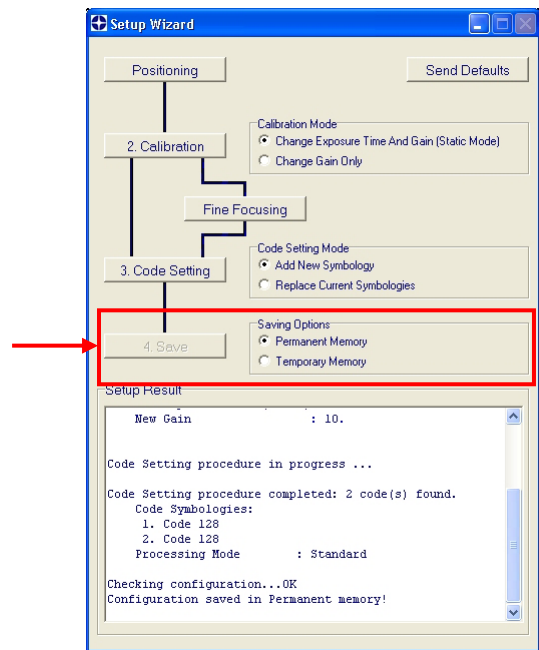 Setup Wizard
Positioning
Send Defaults
Calibration Mode
2. Calibration
Change Exposure Time And Gain (Static Mode)
Change Gain Only
Fine Focusing
Code Setting Mode
3. Code Setting
Add New Symbology
Replace Current Symbologies
Saving Options
4. Save
Permanent Memory
Temporary Memory
Setup Result
New Gain : 10.
Code Setting procedure in progress ...
Code Setting procedure completed: 2 code(s) found.
Code Symbologies:
1. Code 128
2. Code 128
Processing Mode : Standard
Checking configuration...OK
Configuration saved in Permanent memory!